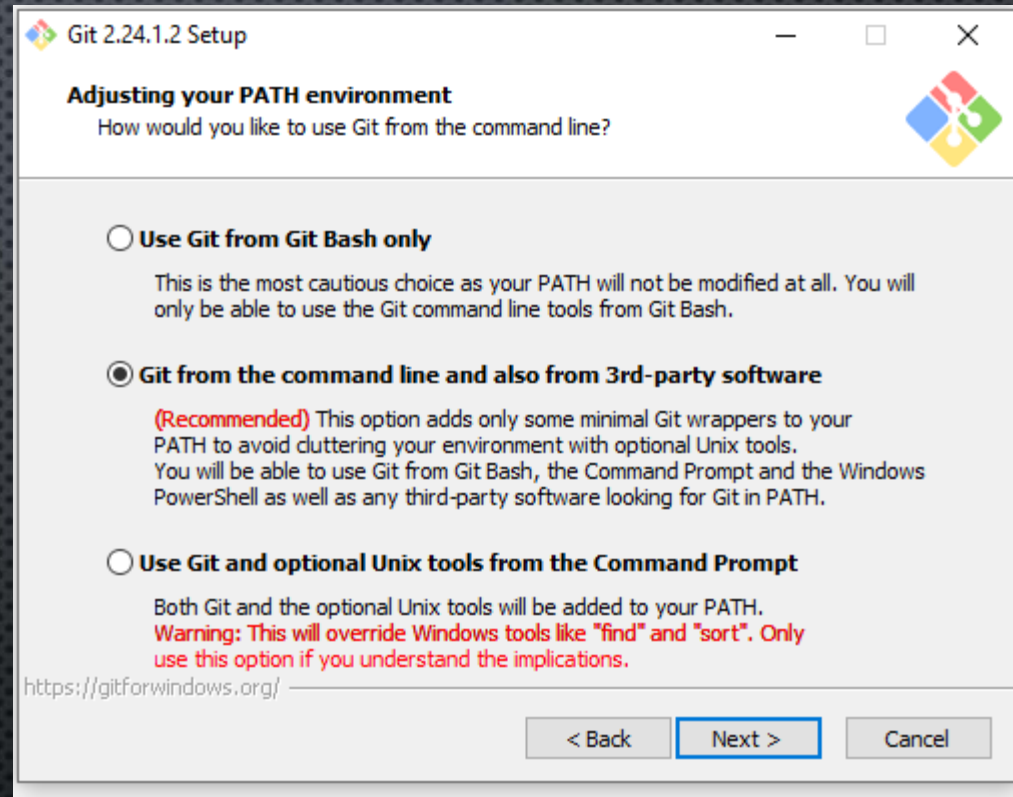 Git 2.24.1.2 Setup
Adjusting your PATH environment
How would you like to use Git from the command line?
Use Git from Git Bash only
This is the most cautious choice as your PATH will not be modified at all. You will
only be able to use the Git command line tools from Git Bash.
Git from the command line and also from 3rd-party software
(Recommended) This option adds only some minimal Git wrappers to your
PATH to avoid cluttering your environment with optional Unix tools.
You will be able to use Git from Git Bash, the Command Prompt and the Windows
PowerShell as well as any third-party software looking for Git in PATH.
Use Git and optional Unix tools from the Command Prompt
Both Git and the optional Unix tools will be added to your PATH.
Warning: This will override Windows tools like "find" and "sort". Only
use this option if you understand the implications.
https://gitforwindows.org/
< Back Next > Cancel